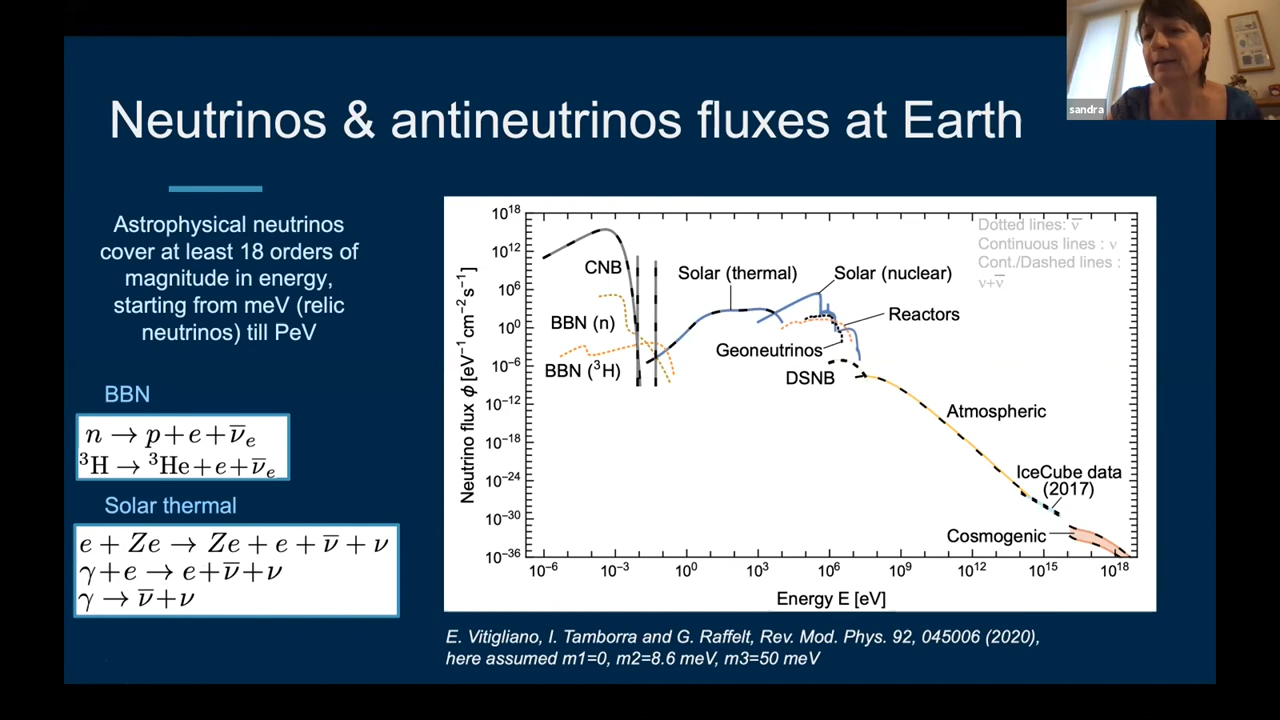 sandra
Neutrinos & antineutrinos fluxes at Earth
Astrophysical neutrinos
cover at least 18 orders of
magnitude in energy,
starting from meV (relic
neutrinos) till PeV
BBN
n → p + e + ν̅ₑ
³H → ³He + e + ν̅ₑ
Solar thermal
e + Ze → Ze + e + ν̅ + ν
γ + e → e + ν̅ + ν
γ → ν̅ + ν
Neutrino flux ϕ [eV⁻¹ cm⁻² s⁻¹]
10¹⁸
10¹²
10⁶
10⁰
10⁻⁶
10⁻¹²
10⁻¹⁸
10⁻²⁴
10⁻³⁰
10⁻³⁶
Dotted lines: ν̅
Continuous lines : ν
Cont./Dashed lines :
ν+ν̅
CNB
Solar (thermal)
Solar (nuclear)
BBN (n)
Reactors
Geoneutrinos
BBN (³H)
DSNB
Atmospheric
IceCube data
(2017)
Cosmogenic
10⁻⁶ 10⁻³ 10⁰ 10³ 10⁶ 10⁹ 10¹² 10¹⁵ 10¹⁸
Energy E [eV]
E. Vitigliano, I. Tamborra and G. Raffelt, Rev. Mod. Phys. 92, 045006 (2020),
here assumed m1=0, m2=8.6 meV, m3=50 meV